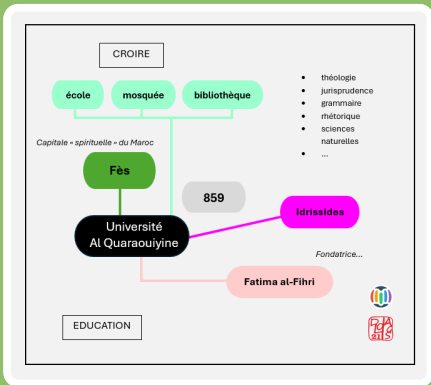 CROIRE
école
mosquée
bibliothèque
• théologie
• jurisprudence
• grammaire
• rhétorique
• sciences
naturelles
• ...
Capitale « spirituelle » du Maroc
Fès
859
Idrissides
Université
Al Quaraouiyine
Fondatrice...
Fatima al-Fihri
EDUCATION